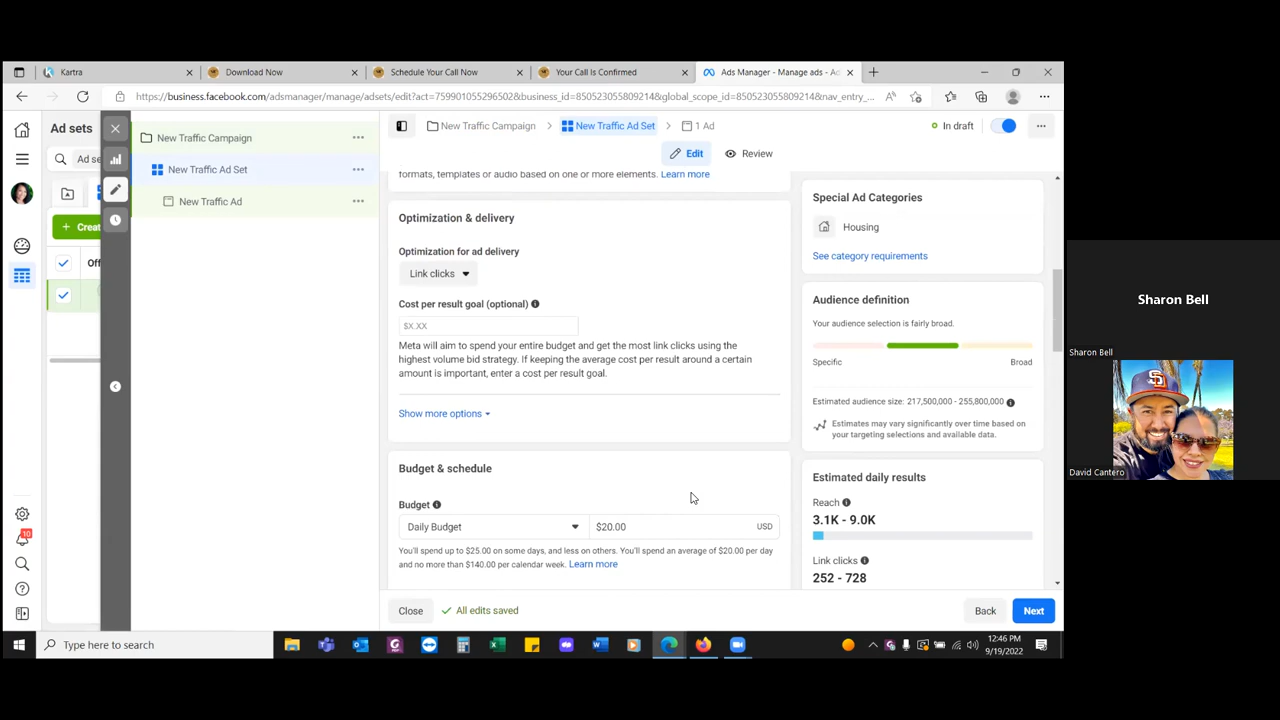 Kartra
Download Now
Schedule Your Call Now
Your Call Is Confirmed
Ads Manager - Manage ads - Ad
https://business.facebook.com/adsmanager/manage/adsets/edit?act=759901055296502&business_id=850523055809214&global_scope_id=850523055809214&nav_entry_...
Ad sets
New Traffic Campaign
New Traffic Campaign
New Traffic Ad Set
1 Ad
In draft
Edit
Review
Ad se
New Traffic Ad Set
New Traffic Ad
+ Creat
Off
formats, templates or audio based on one or more elements. Learn more
Optimization & delivery
Optimization for ad delivery
Link clicks
Cost per result goal (optional)
$X.XX
Meta will aim to spend your entire budget and get the most link clicks using the
highest volume bid strategy. If keeping the average cost per result around a certain
amount is important, enter a cost per result goal.
Show more options
Budget & schedule
Budget
Daily Budget
$20.00
USD
You'll spend up to $25.00 on some days, and less on others. You'll spend an average of $20.00 per day
and no more than $140.00 per calendar week. Learn more
Special Ad Categories
Housing
See category requirements
Audience definition
Your audience selection is fairly broad.
Specific
Broad
Estimated audience size: 217,500,000 - 255,800,000
Estimates may vary significantly over time based on
your targeting selections and available data.
Estimated daily results
Reach
3.1K - 9.0K
Link clicks
252 - 728
Close
All edits saved
Back
Next
10
Type here to search
12:46 PM
9/19/2022
Sharon Bell
Sharon Bell
David Cantero